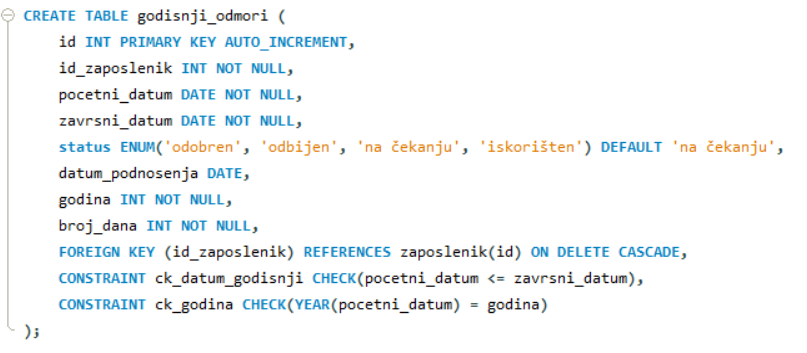 CREATE TABLE godisnji_odmori (
id INT PRIMARY KEY AUTO_INCREMENT,
id_zaposlenik INT NOT NULL,
pocetni_datum DATE NOT NULL,
zavrsni_datum DATE NOT NULL,
status ENUM('odobren', 'odbijen', 'na čekanju', 'iskorišten') DEFAULT 'na čekanju',
datum_podnosenja DATE,
godina INT NOT NULL,
broj_dana INT NOT NULL,
FOREIGN KEY (id_zaposlenik) REFERENCES zaposlenik(id) ON DELETE CASCADE,
CONSTRAINT ck_datum_godisnji CHECK(pocetni_datum <= zavrsni_datum),
CONSTRAINT ck_godina CHECK(YEAR(pocetni_datum) = godina)
);